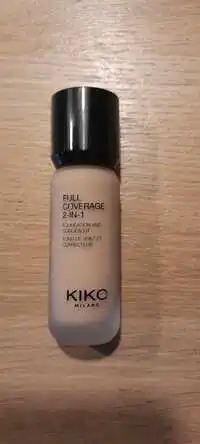 FULL
COVERAGE
2-IN-1
FOUNDATION AND
CONCEALER
FOND DE TEINT ET
CORRECTEUR
KIKO
MILANO